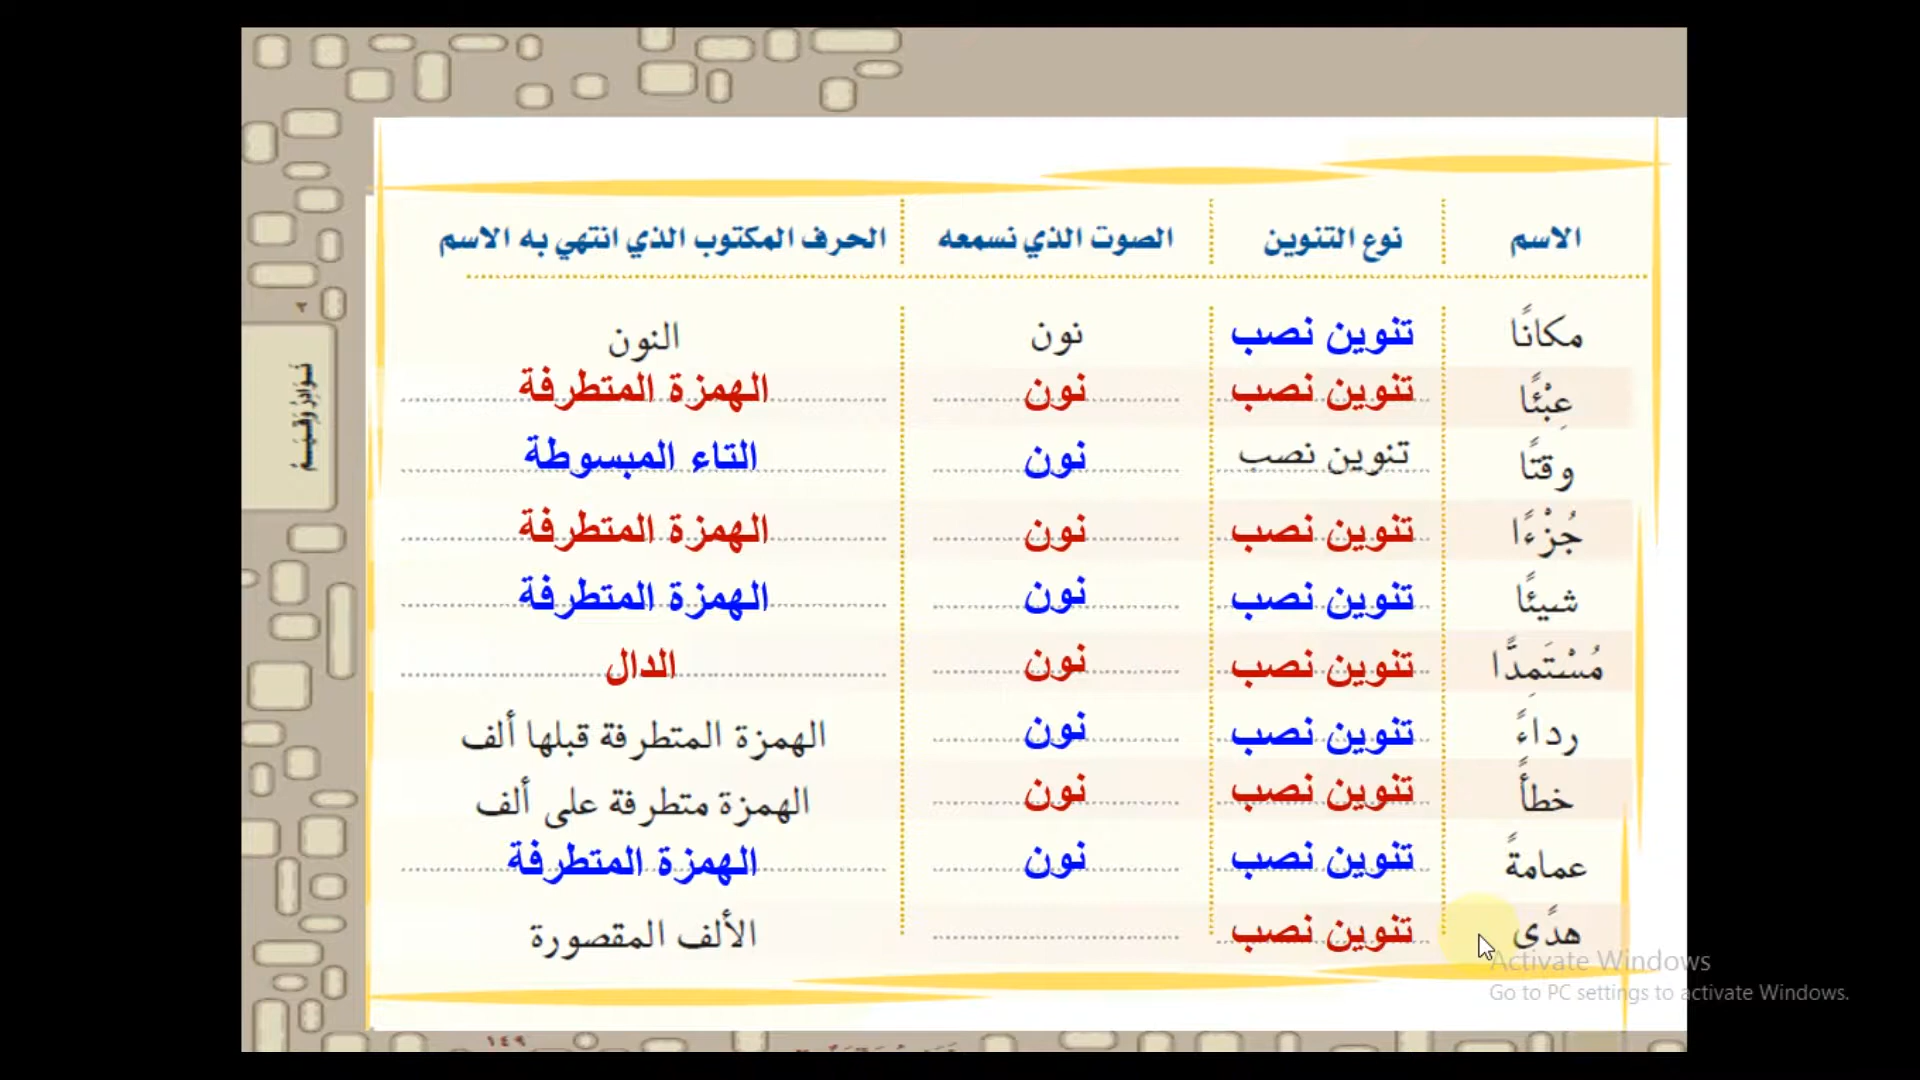 الاسم نوع التنوين الصوت الذي نسمعه الحرف المكتوب الذي انتهي به الاسم
مكانًا تنوين نصب نون النون
عِبْئًا تنوين نصب نون الهمزة المتطرفة
وقتًا تنوين نصب نون التاء المبسوطة
جُزْءًا تنوين نصب نون الهمزة المتطرفة
شيئًا تنوين نصب نون الهمزة المتطرفة
مُسْتَمِدًّا تنوين نصب نون الدال
رداءً تنوين نصب نون الهمزة المتطرفة قبلها ألف
خطأً تنوين نصب نون الهمزة متطرفة على ألف
عمامةً تنوين نصب نون الهمزة المتطرفة
هدًى تنوين نصب الألف المقصورة
٢
نَوَادِرُ وَقِيَمٌ
Activate Windows
Go to PC settings to activate Windows.
١٤٩